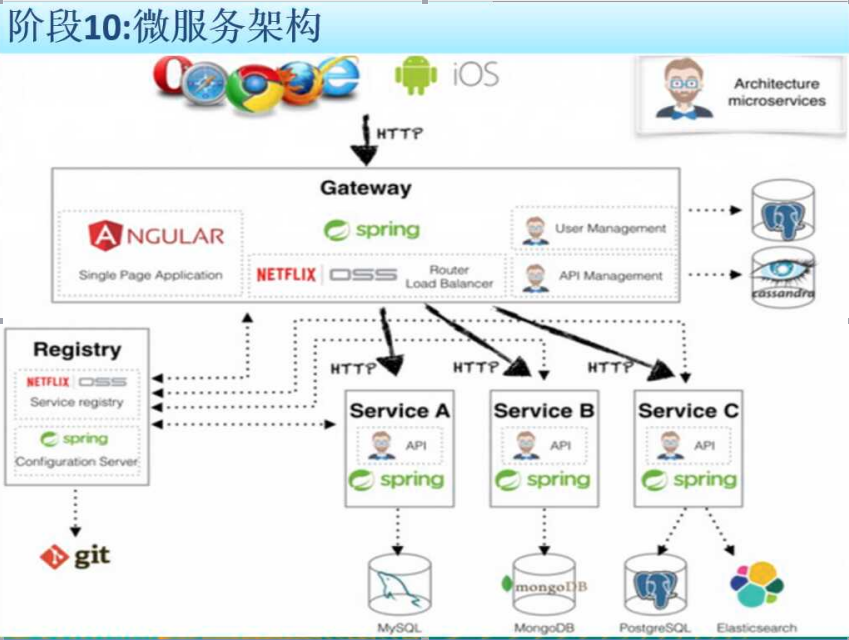 阶段10:微服务架构
iOS
Architecture
microservices
HTTP
Gateway
ANGULAR
Single Page Application
spring
NETFLIX OSS
Router
Load Balancer
User Management
API Management
cassandra
Registry
NETFLIX OSS
Service registry
spring
Configuration Server
git
HTTP
HTTP
HTTP
Service A
API
spring
Service B
API
spring
Service C
API
spring
MySQL
mongoDB
MongoDB
PostgreSQL
Elasticsearch